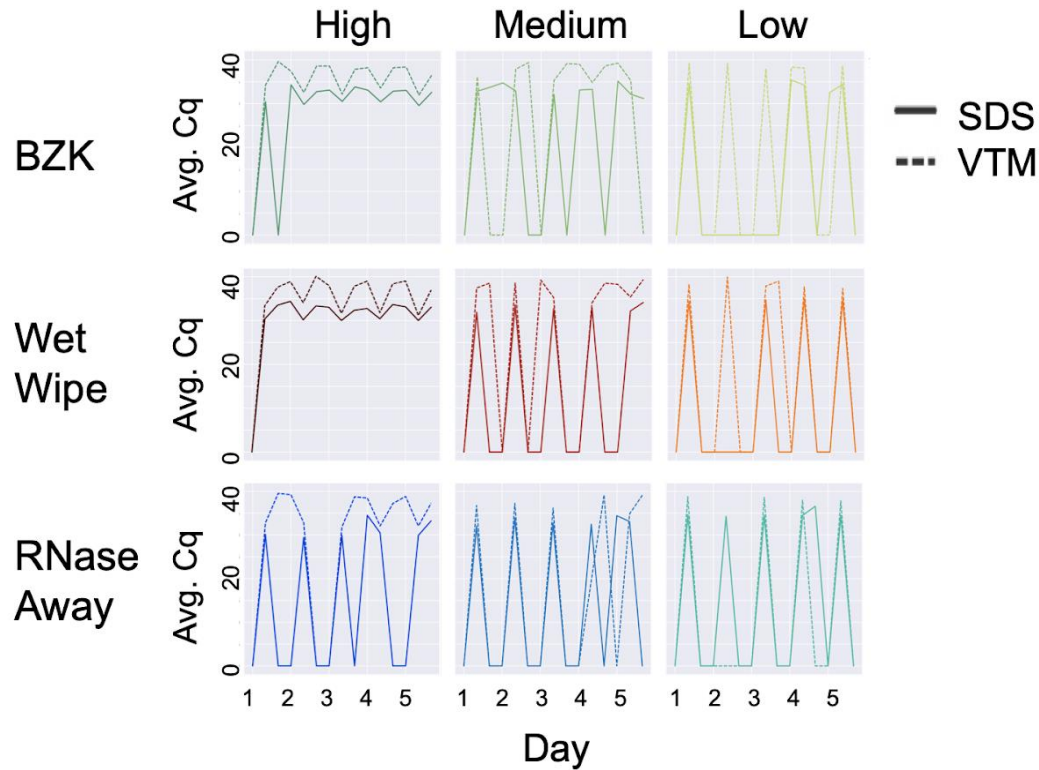 High Medium Low
BZK
Avg. Cq
40
20
0
SDS
VTM
Wet
Wipe
Avg. Cq
40
20
0
RNase
Away
Avg. Cq
40
20
0
1 2 3 4 5 1 2 3 4 5 1 2 3 4 5
Day